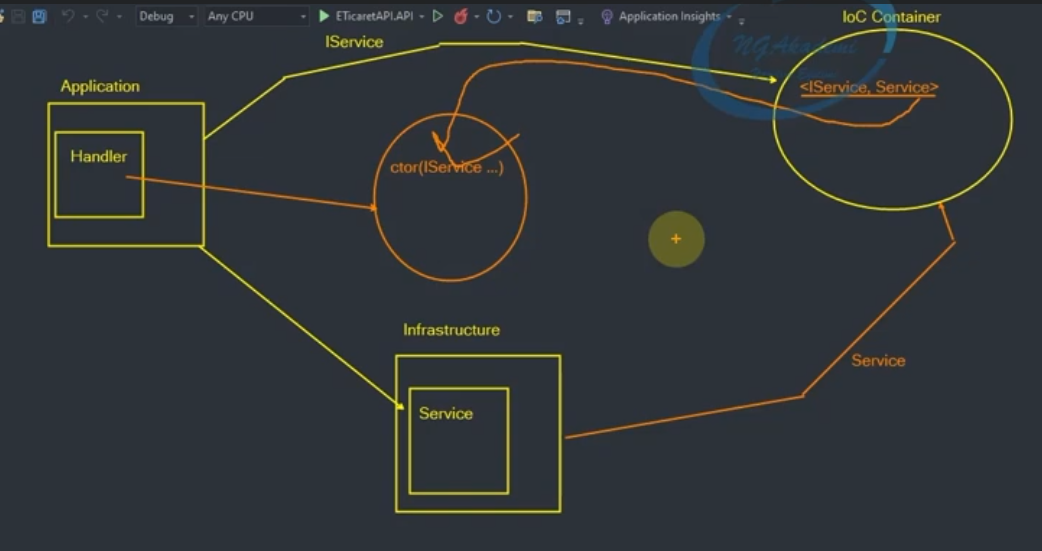 Debug Any CPU ETicaretAPI.API Application Insights
IoC Container
IService
NGAkademi
<IService, Service>
Application
Handler
ctor(IService ...)
Infrastructure
Service
Service